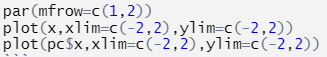 par(mfrow=c(1,2))
plot(x,xlim=c(-2,2),ylim=c(-2,2))
plot(pc$x,xlim=c(-2,2),ylim=c(-2,2))
```